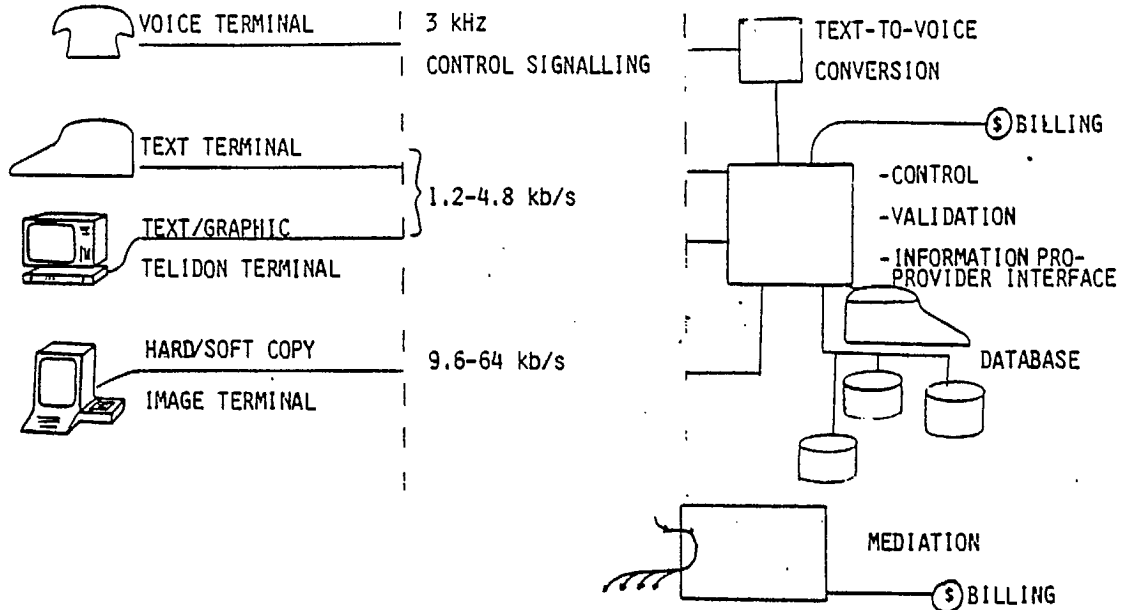 VOICE TERMINAL
3 kHz
CONTROL SIGNALLING
TEXT-TO-VOICE
CONVERSION
$ BILLING
TEXT TERMINAL
1.2-4.8 kb/s
TEXT/GRAPHIC
TELIDON TERMINAL
-CONTROL
-VALIDATION
-INFORMATION PRO-
PROVIDER INTERFACE
HARD/SOFT COPY
IMAGE TERMINAL
9.6-64 kb/s
DATABASE
MEDIATION
$ BILLING